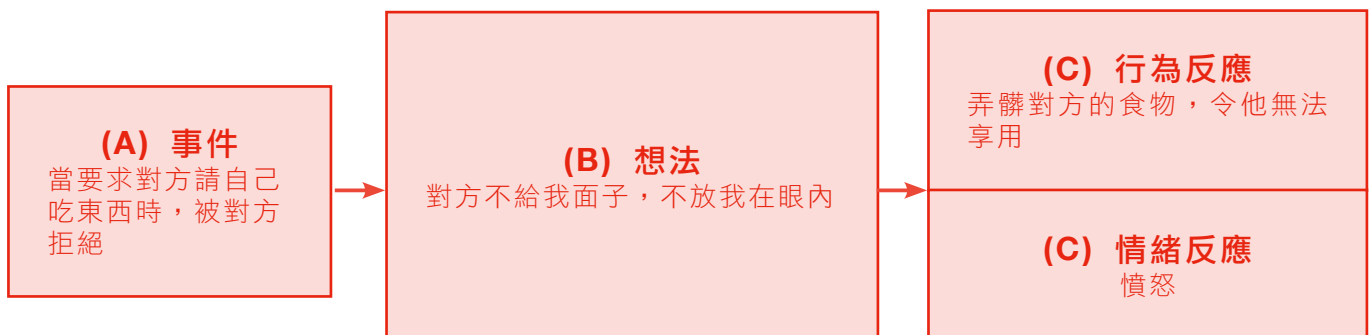 (A) 事件
當要求對方請自己
吃東西時，被對方
拒絕
(B) 想法
對方不給我面子，不放我在眼內
(C) 行為反應
弄髒對方的食物，令他無法
享用
(C) 情緒反應
憤怒